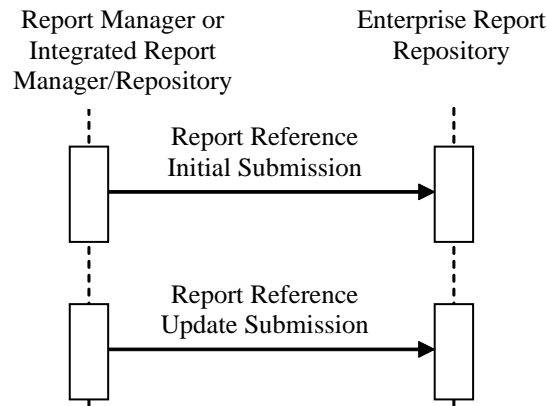 Report Manager or
Integrated Report
Manager/Repository
Enterprise Report
Repository
Report Reference
Initial Submission
Report Reference
Update Submission